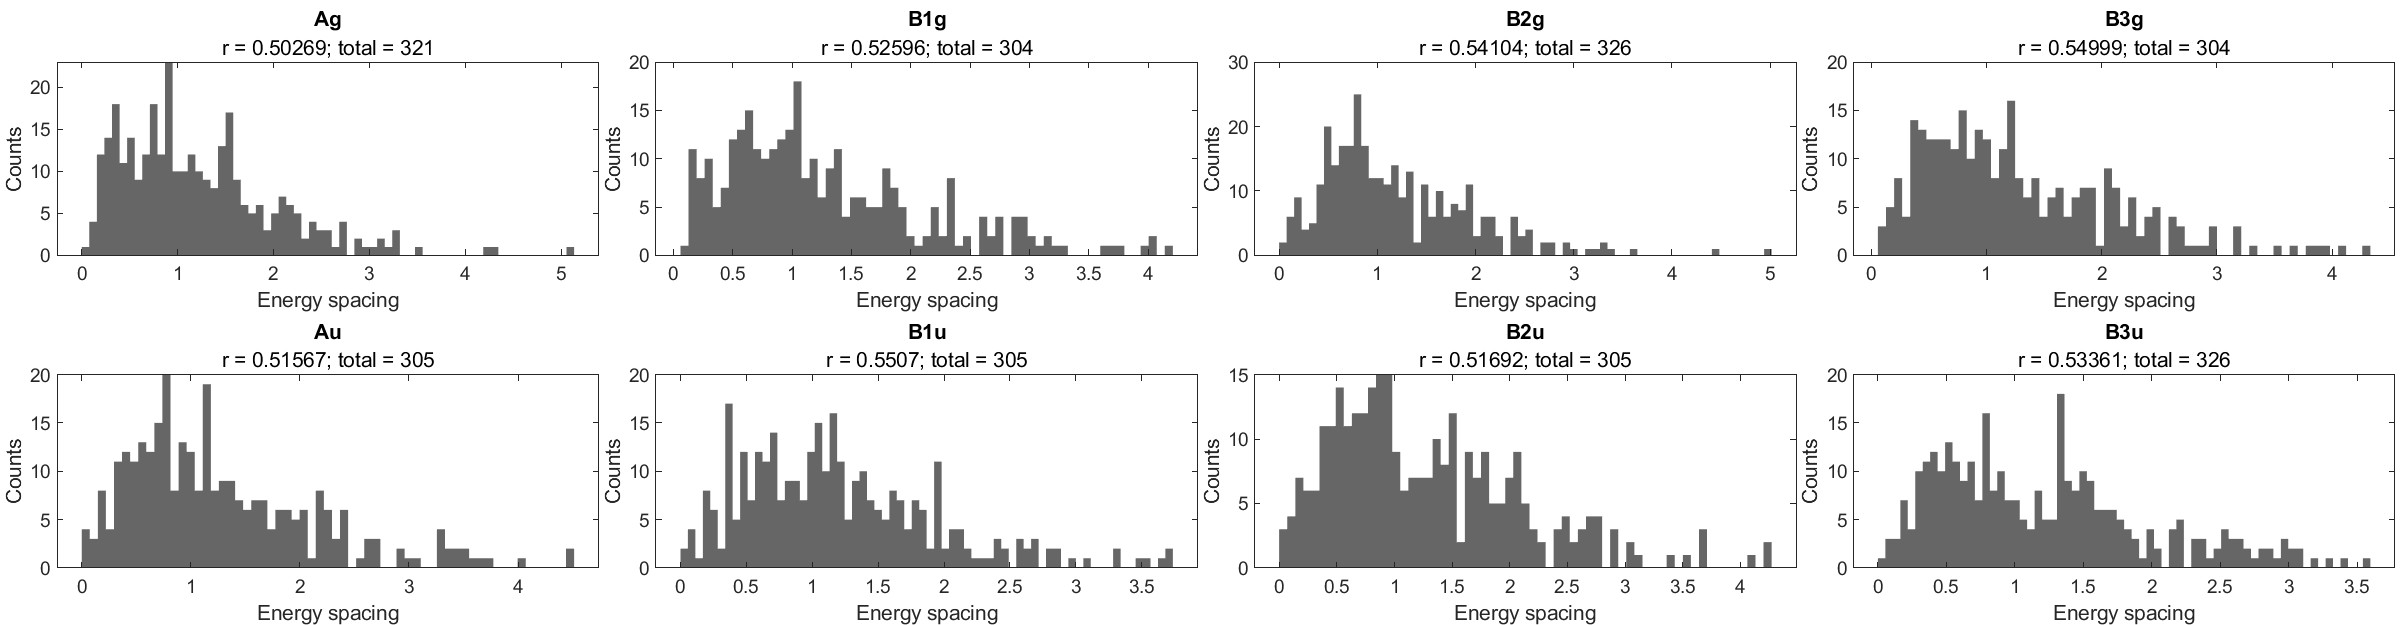 Ag
r = 0.50269; total = 321
20
15
10
5
0
Counts
0 1 2 3 4 5
Energy spacing
B1g
r = 0.52596; total = 304
20
15
10
5
0
Counts
0 0.5 1 1.5 2 2.5 3 3.5 4
Energy spacing
B2g
r = 0.54104; total = 326
30
20
10
0
Counts
0 1 2 3 4 5
Energy spacing
B3g
r = 0.54999; total = 304
20
15
10
5
0
Counts
0 1 2 3 4
Energy spacing
Au
r = 0.51567; total = 305
20
15
10
5
0
Counts
0 1 2 3 4
Energy spacing
B1u
r = 0.5507; total = 305
20
15
10
5
0
Counts
0 0.5 1 1.5 2 2.5 3 3.5
Energy spacing
B2u
r = 0.51692; total = 305
15
10
5
0
Counts
0 0.5 1 1.5 2 2.5 3 3.5 4
Energy spacing
B3u
r = 0.53361; total = 326
20
15
10
5
0
Counts
0 0.5 1 1.5 2 2.5 3 3.5
Energy spacing